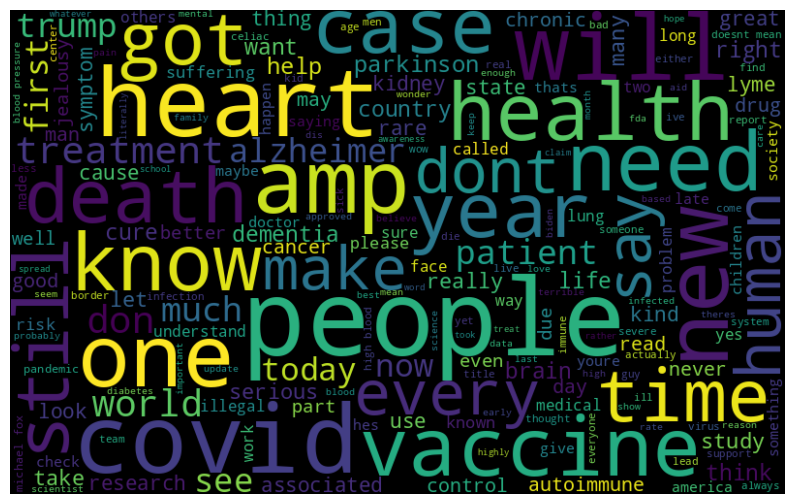 trump
got
case
will
others
thing
chronic
many
great
men
age
hope
bad
whatever
mental
celiac
center
doesnt mean
long
either
first
jealousy
kid
blood pressure
symptom
suffering
want
help
parkinson
right
real
enough
find
two
aid
ive
lyme
heart
happen
may
kidney
country
state
thats
drug
man
literally
family
saying
wonder
dis
rare
health
keep
month
fda
report
society
madeless
treatment
alzheimer
awareness
wow
called
claim
care
school
cause
maybe
sick
death
amp
dont
need
based
late
new
human
doctor
sure
lung
die
biden
someone
come
children
well
cure
better
dementia
approved
please
believe
year
say
problem
good
spread
border
know
cancer
face
patient
live love
terrible
make
really
life
infected
theres
seem
let
infection
best
mean
word
way
due
kind
severe
system
yes
probably
risk
don
much
understand
high blood
science
yet
treat
rather
people
pandemic
diabetes
important
update
today
now
even
data
immune
youre
actually
read
never
still
one
took
last
brain
title
high
guy
world
serious
illegal
part
blood
every
day
time
look
hes
use
known
medical
ill
show
virus
reason
something
michael fox
check
team
work
covid
early
thought
everyone
rate
support
study
take
see
highly
vaccine
give
lead
think
scientist
research
associated
control
autoimmune
america
always